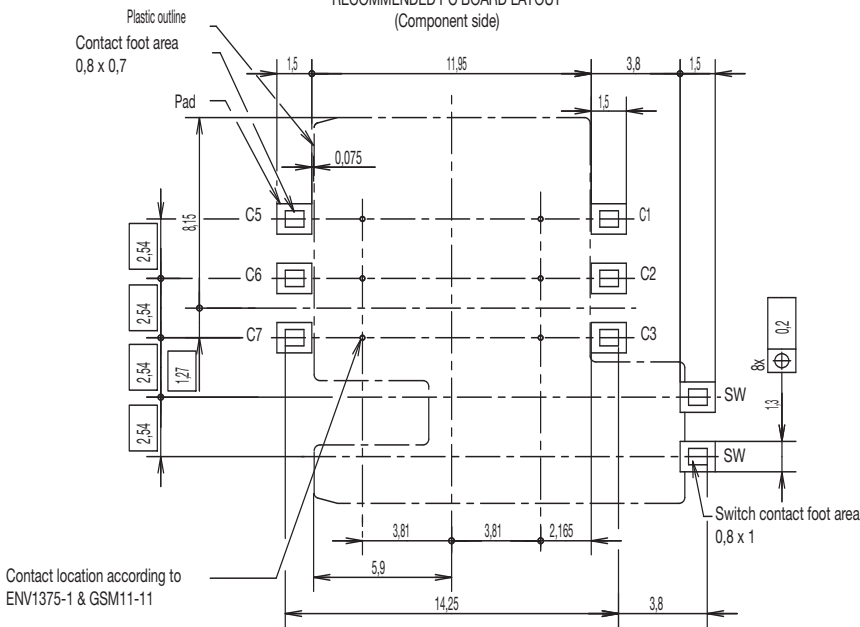 RECOMMENDED PC BOARD LAYOUT
(Component side)
Plastic outline
Contact foot area
0,8 x 0,7
Pad
1,5
11,95
3,8
1,5
1,5
0,075
8,15
C5
C1
2,54
C6
C2
2,54
C7
C3
1,27
2,54
2,54
0,2
8x
1,3
SW
SW
Switch contact foot area
0,8 x 1
3,81
3,81
2,165
5,9
14,25
3,8
Contact location according to
ENV1375-1 & GSM11-11